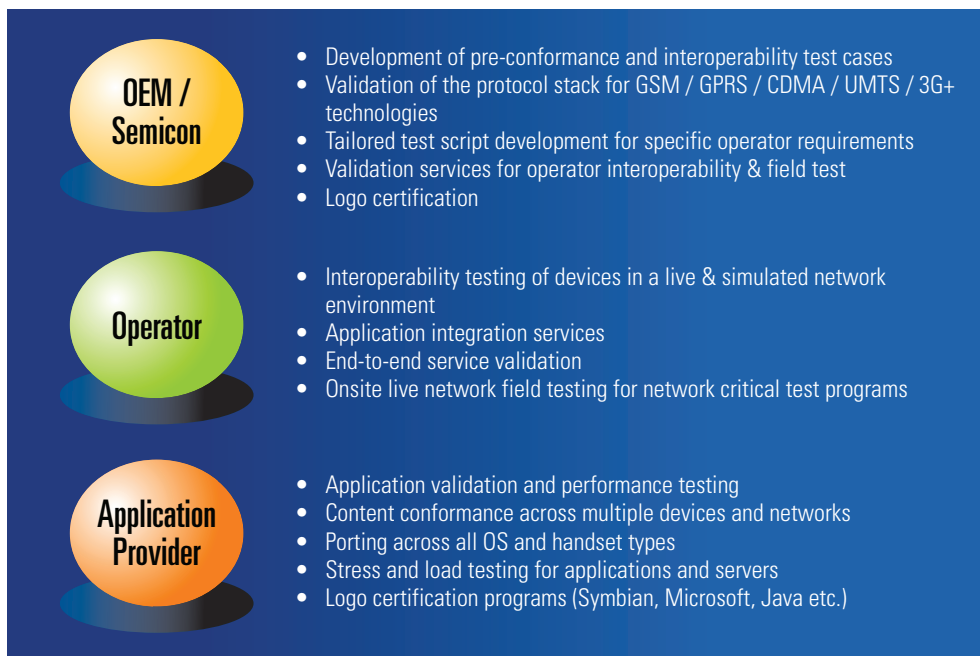 OEM /
Semicon
• Development of pre-conformance and interoperability test cases
• Validation of the protocol stack for GSM / GPRS / CDMA / UMTS / 3G+
technologies
• Tailored test script development for specific operator requirements
• Validation services for operator interoperability & field test
• Logo certification
Operator
• Interoperability testing of devices in a live & simulated network
environment
• Application integration services
• End-to-end service validation
• Onsite live network field testing for network critical test programs
Application
Provider
• Application validation and performance testing
• Content conformance across multiple devices and networks
• Porting across all OS and handset types
• Stress and load testing for applications and servers
• Logo certification programs (Symbian, Microsoft, Java etc.)